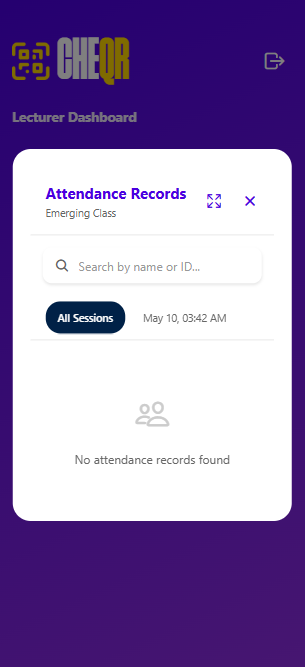 CHEQR
Lecturer Dashboard
Attendance Records
Emerging Class
Search by name or ID...
All Sessions
May 10, 03:42 AM
No attendance records found